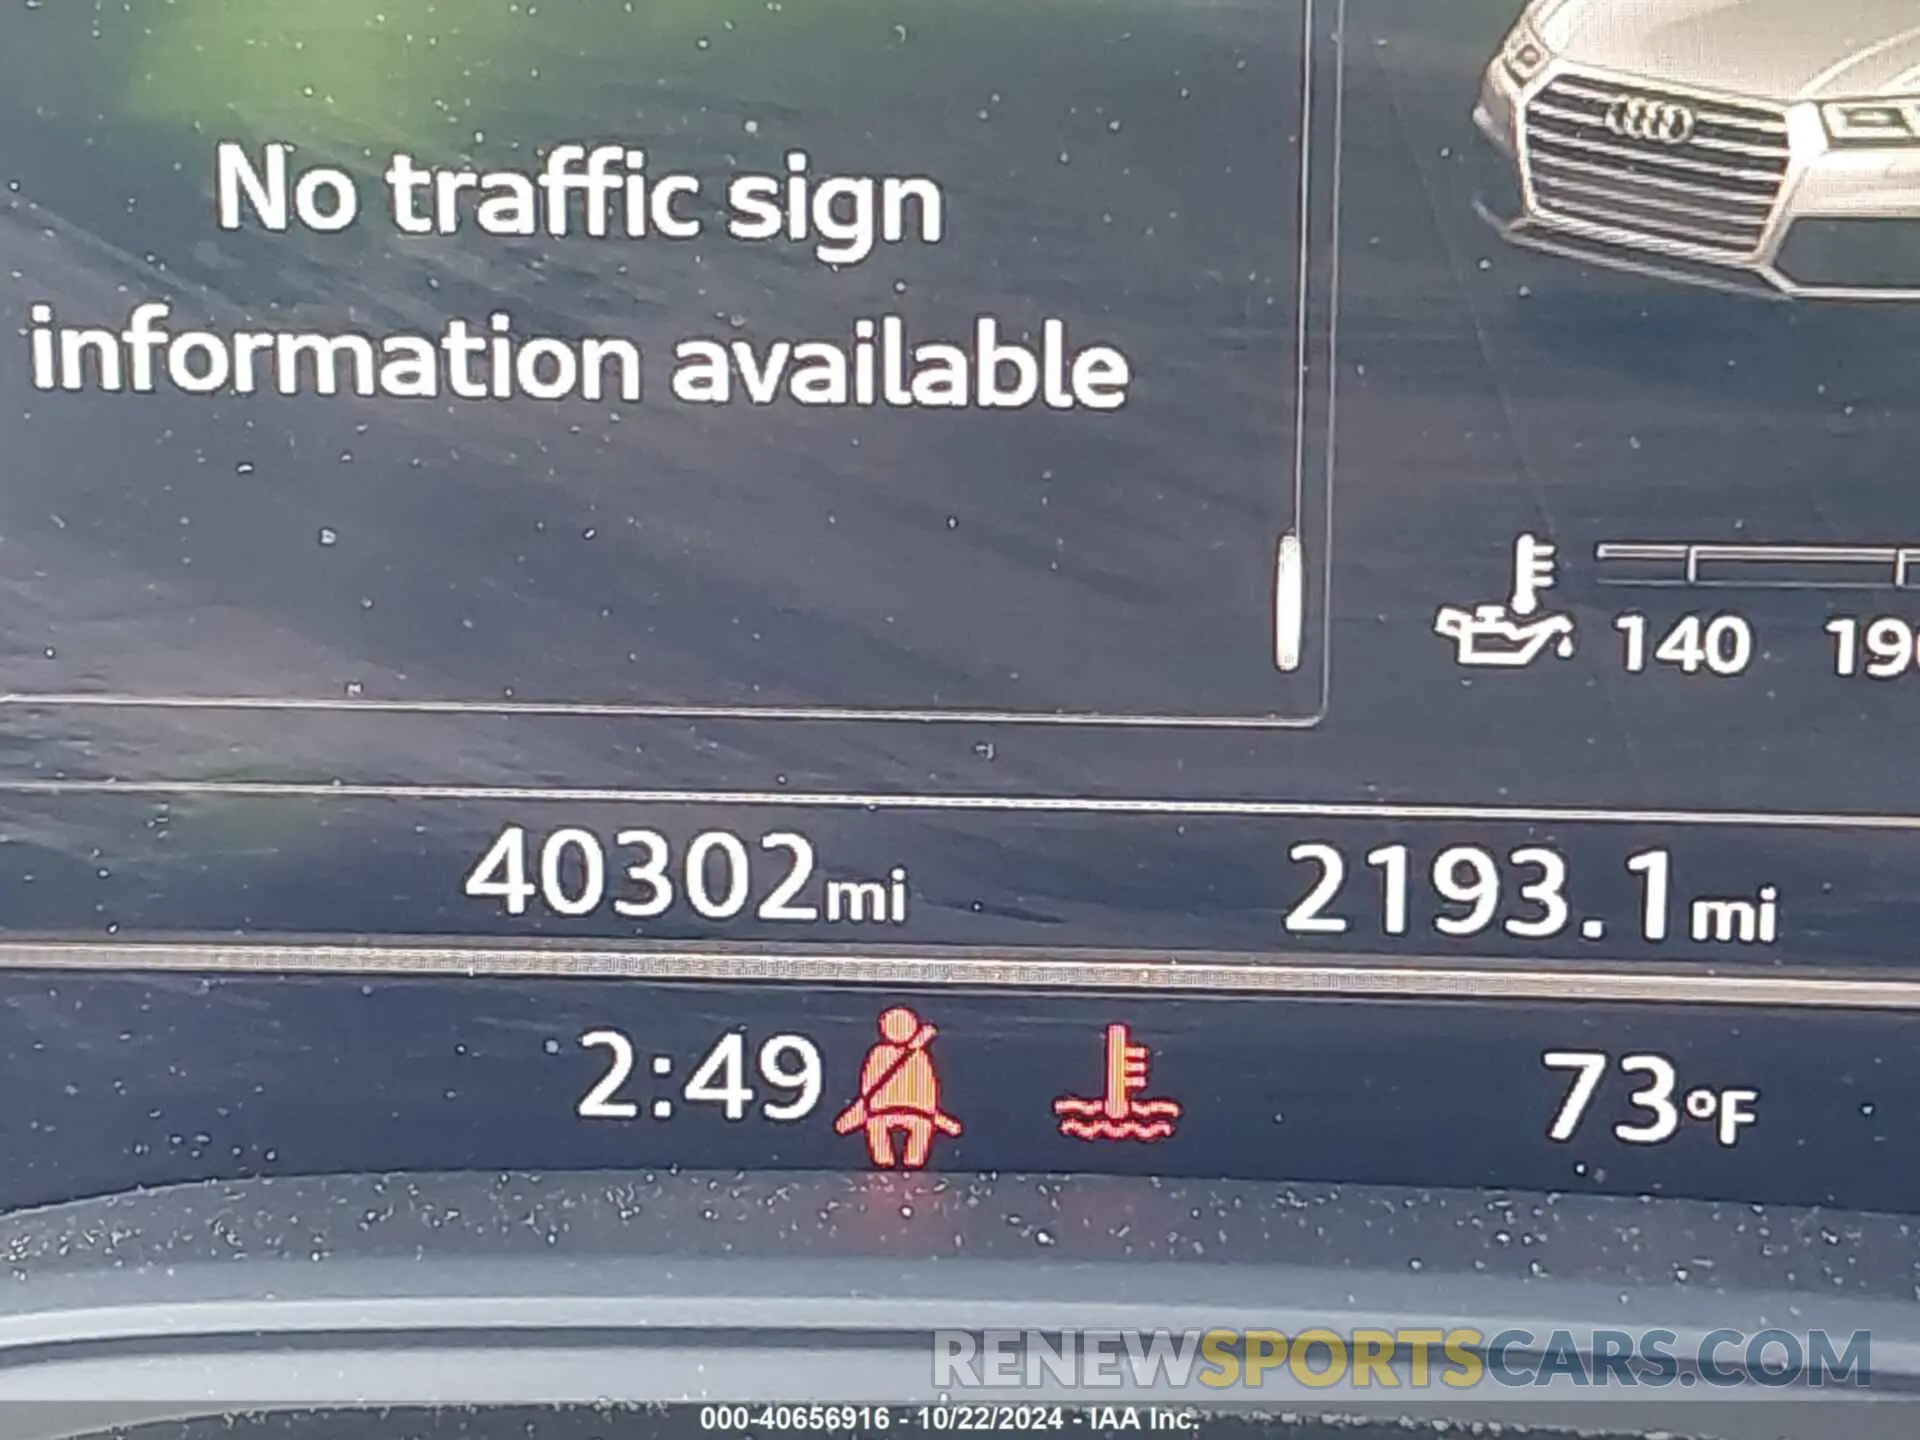 No traffic sign
information available
140 190
40302mi 2193.1mi
2:49 73°F
RENEWSPORTSCARS.COM
000-40656916 - 10/22/2024 - IAA Inc.